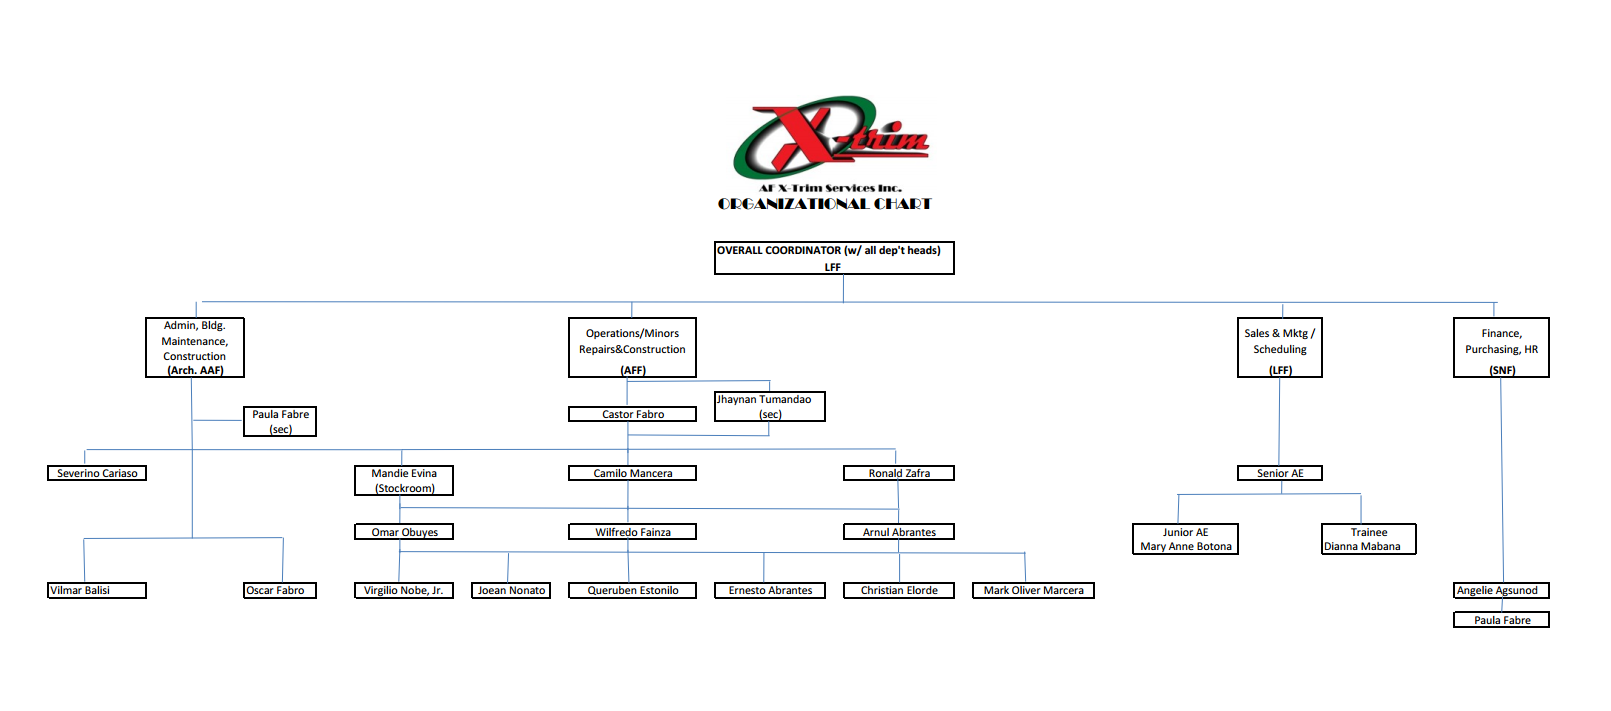 X-trim
AF X-Trim Services Inc.
ORGANIZATIONAL CHART
OVERALL COORDINATOR (w/ all dep't heads)
LFF
Admin, Bldg.
Maintenance,
Construction
(Arch. AAF)
Operations/Minors
Repairs&Construction
(AFF)
Sales & Mktg /
Scheduling
(LFF)
Finance,
Purchasing, HR
(SNF)
Paula Fabre
(sec)
Castor Fabro
Jhaynan Tumandao
(sec)
Severino Cariaso
Mandie Evina
(Stockroom)
Camilo Mancera
Ronald Zafra
Senior AE
Omar Obuyes
Wilfredo Fainza
Arnul Abrantes
Junior AE
Mary Anne Botona
Trainee
Dianna Mabana
Vilmar Balisi
Oscar Fabro
Virgilio Nobe, Jr.
Joean Nonato
Queruben Estonilo
Ernesto Abrantes
Christian Elorde
Mark Oliver Marcera
Angelie Agsunod
Paula Fabre